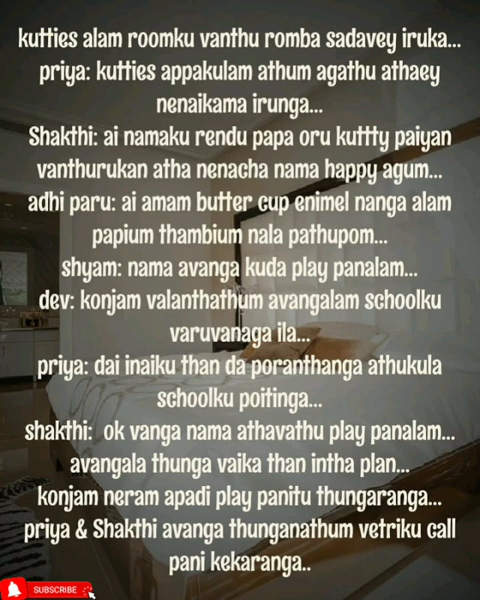 kutties alam roomku vanthu romba sadavey iruka...
priya: kutties appakulam athum agathu athaey
nenaikama irunga...
Shakthi: ai namaku rendu papa oru kuttty paiyan
vanthurukan atha nenacha nama happy agum...
adhi paru: ai amam butter cup enimel nanga alam
papium thambium nala pathupom...
shyam: nama avanga kuda play panalam...
dev: konjam valanthathum avangalam schoolku
varuvanaga ila...
priya: dai inaiku than da poranthanga athukula
schoolku poitinga...
shakthi: ok vanga nama athavathu play panalam...
avangala thunga vaika than intha plan...
konjam neram apadi play panitu thungaranga...
priya & Shakthi avanga thunganathum vetriku call
pani kekaranga..
SUBSCRIBE